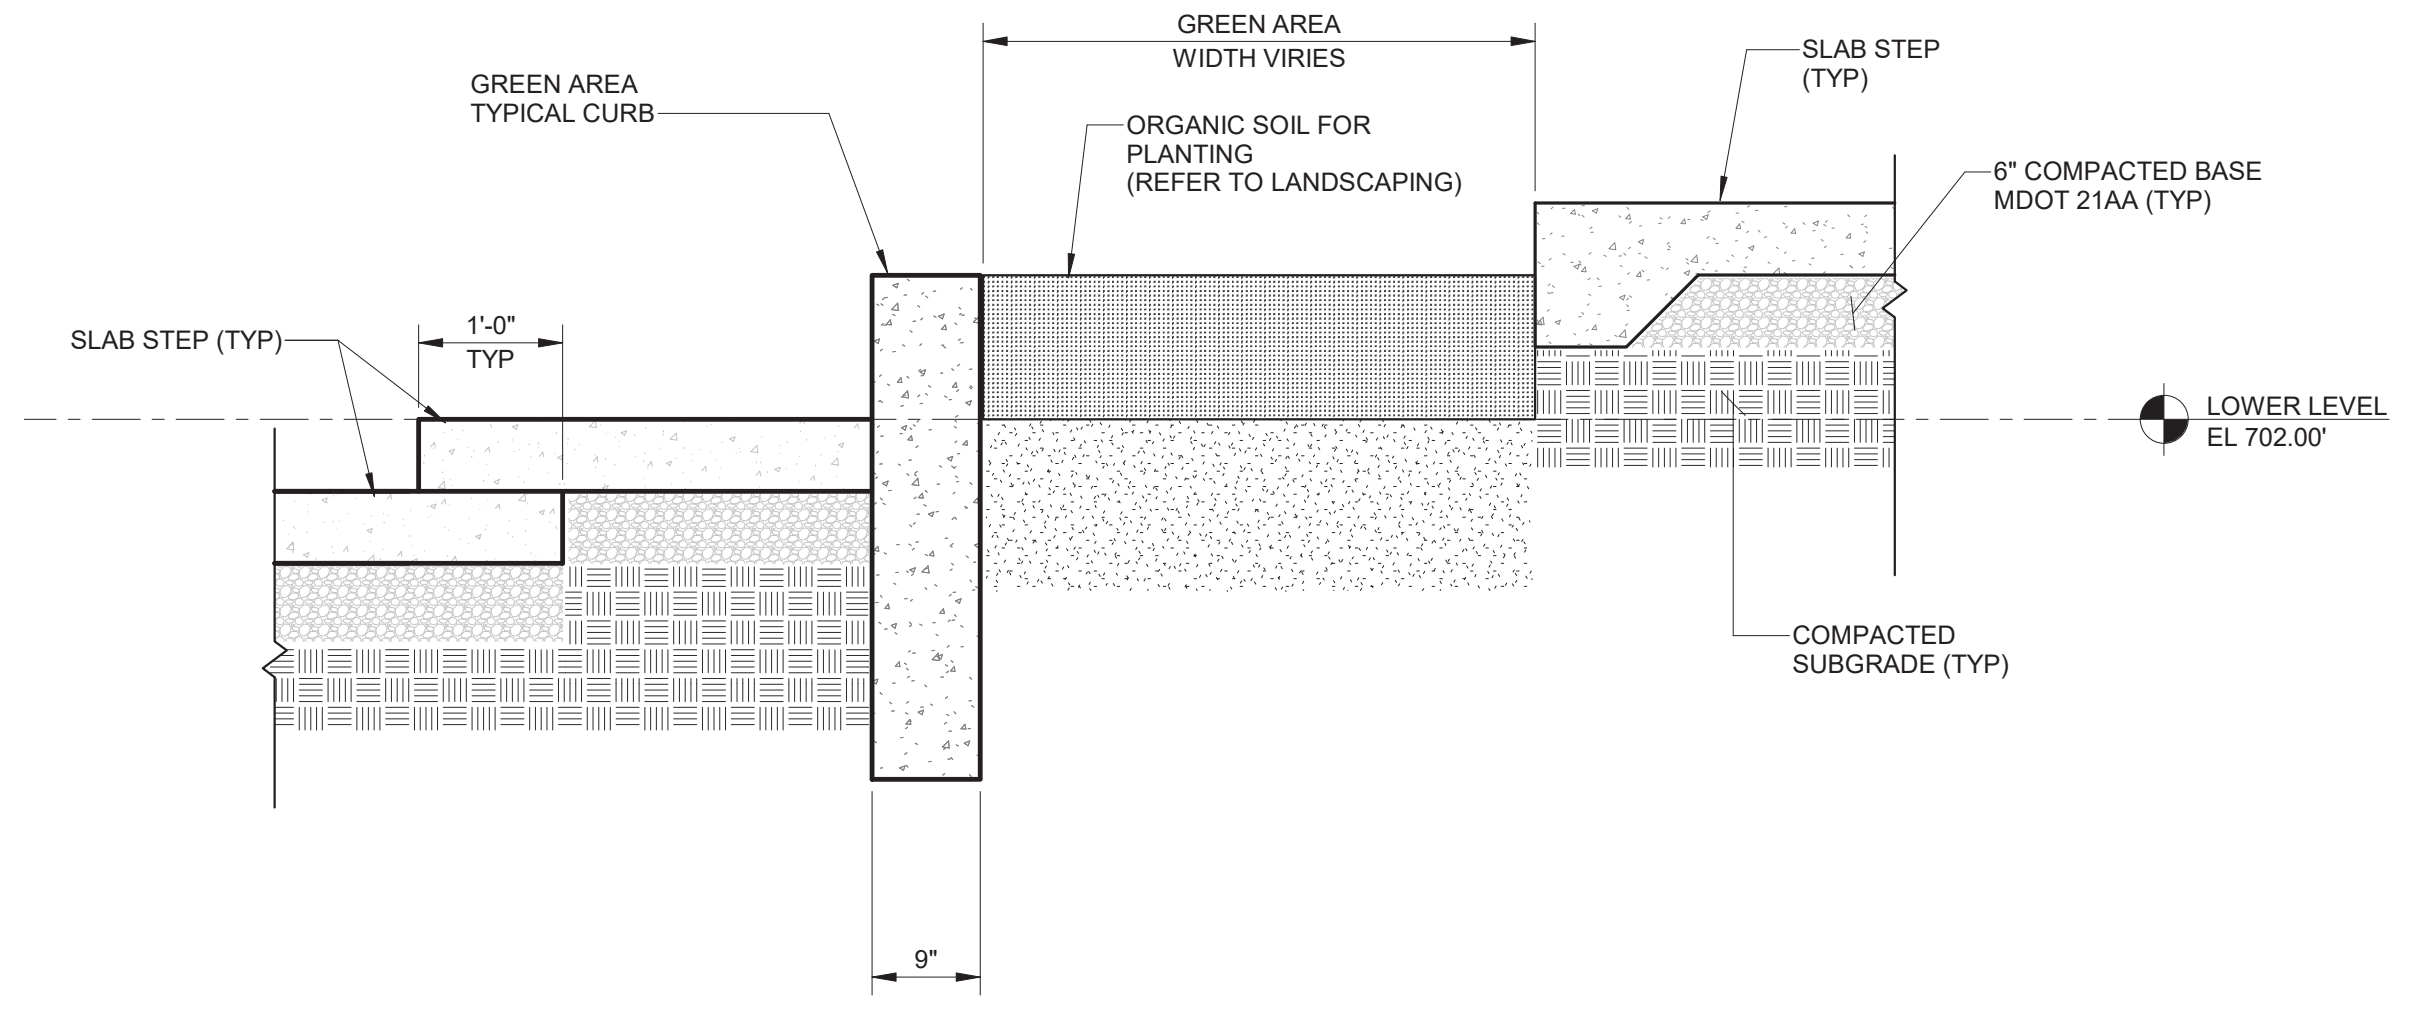 GREEN AREA
WIDTH VIRIES
SLAB STEP
(TYP)
GREEN AREA
TYPICAL CURB
ORGANIC SOIL FOR
PLANTING
(REFER TO LANDSCAPING)
6" COMPACTED BASE
MDOT 21AA (TYP)
1'-0"
TYP
SLAB STEP (TYP)
LOWER LEVEL
EL 702.00'
COMPACTED
SUBGRADE (TYP)
9"